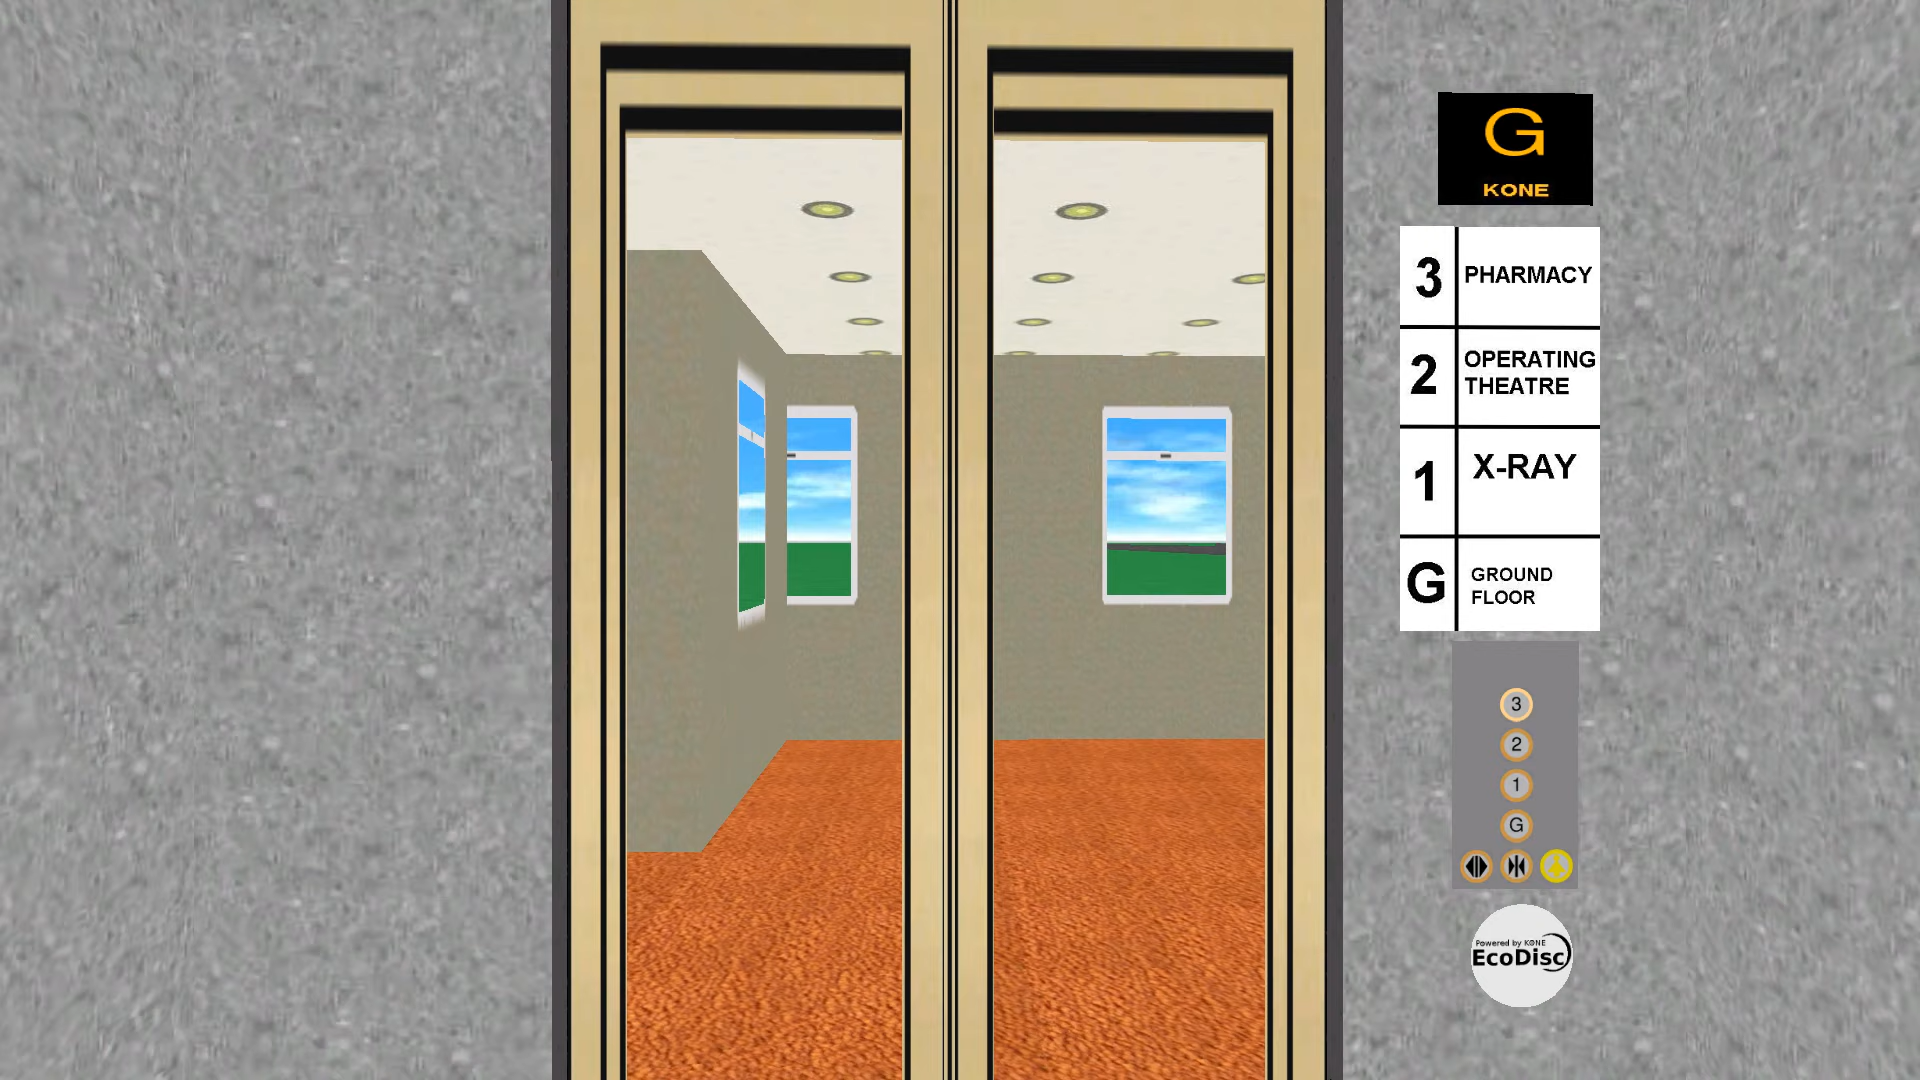 G
KONE
3 PHARMACY
2 OPERATING
THEATRE
1 X-RAY
G GROUND
FLOOR
3
2
1
G
Powered by KONE
EcoDisc